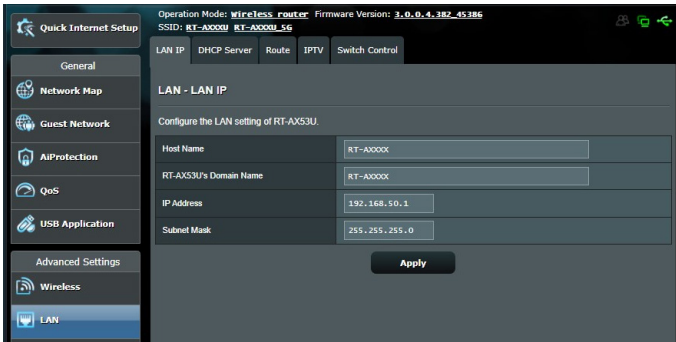 Quick Internet Setup
General
Network Map
Guest Network
AiProtection
QoS
USB Application
Advanced Settings
Wireless
LAN
Operation Mode: Wireless router Firmware Version: 3.0.0.4.382_45386
SSID: RT-AXXXU RT-AXXXU_5G
LAN IP DHCP Server Route IPTV Switch Control
LAN - LAN IP
Configure the LAN setting of RT-AX53U.
Host Name RT-AXXXX
RT-AX53U's Domain Name RT-AXXXX
IP Address 192.168.50.1
Subnet Mask 255.255.255.0
Apply